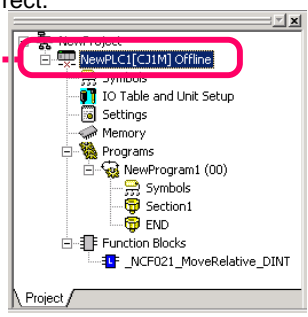 rect.
NewProject
NewPLC1[CJ1M] Offline
Symbols
IO Table and Unit Setup
Settings
Memory
Programs
NewProgram1 (00)
Symbols
Section1
END
Function Blocks
_NCF021_MoveRelative_DINT
Project